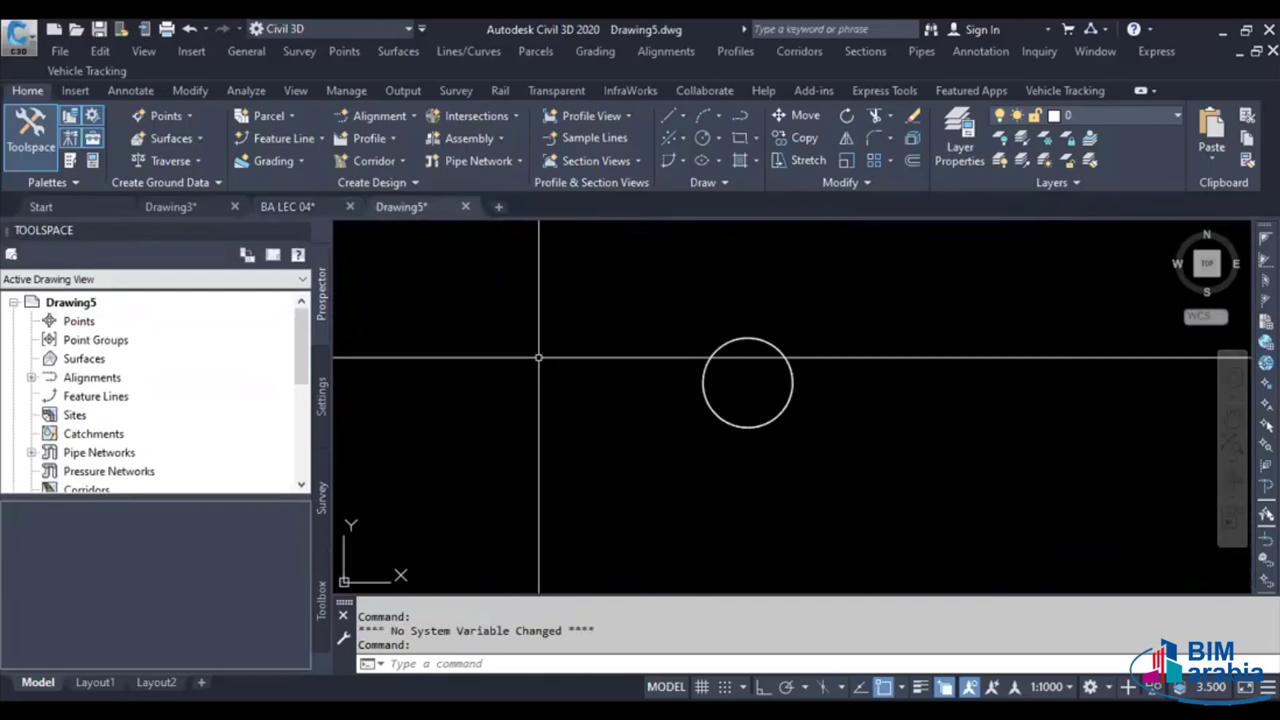 C3D
Civil 3D
Autodesk Civil 3D 2020 Drawing5.dwg
Type a keyword or phrase
Sign In
File Edit View Insert General Survey Points Surfaces Lines/Curves Parcels Grading Alignments Profiles Corridors Sections Pipes Annotation Inquiry Window Express
Vehicle Tracking
Home Insert Annotate Modify Analyze View Manage Output Survey Rail Transparent InfraWorks Collaborate Help Add-ins Express Tools Featured Apps Vehicle Tracking
Points Parcel Alignment Intersections Profile View Move 0
Toolspace Surfaces Feature Line Profile Assembly Sample Lines Copy Layer Properties Paste
Traverse Grading Corridor Pipe Network Section Views Stretch
Palettes Create Ground Data Create Design Profile & Section Views Draw Modify Layers Clipboard
Start Drawing3* BA LEC 04* Drawing5*
TOOLSPACE
Active Drawing View
Drawing5
Points
Point Groups
Surfaces
Alignments
Feature Lines
Sites
Catchments
Pipe Networks
Pressure Networks
Corridors
Prospector
Settings
Survey
Toolbox
N
W TOP E
S
WCS
Y
X
Command:
**** No System Variable Changed ****
Command:
Type a command
Model Layout1 Layout2
MODEL 1:1000 3.500
BIM
arabia